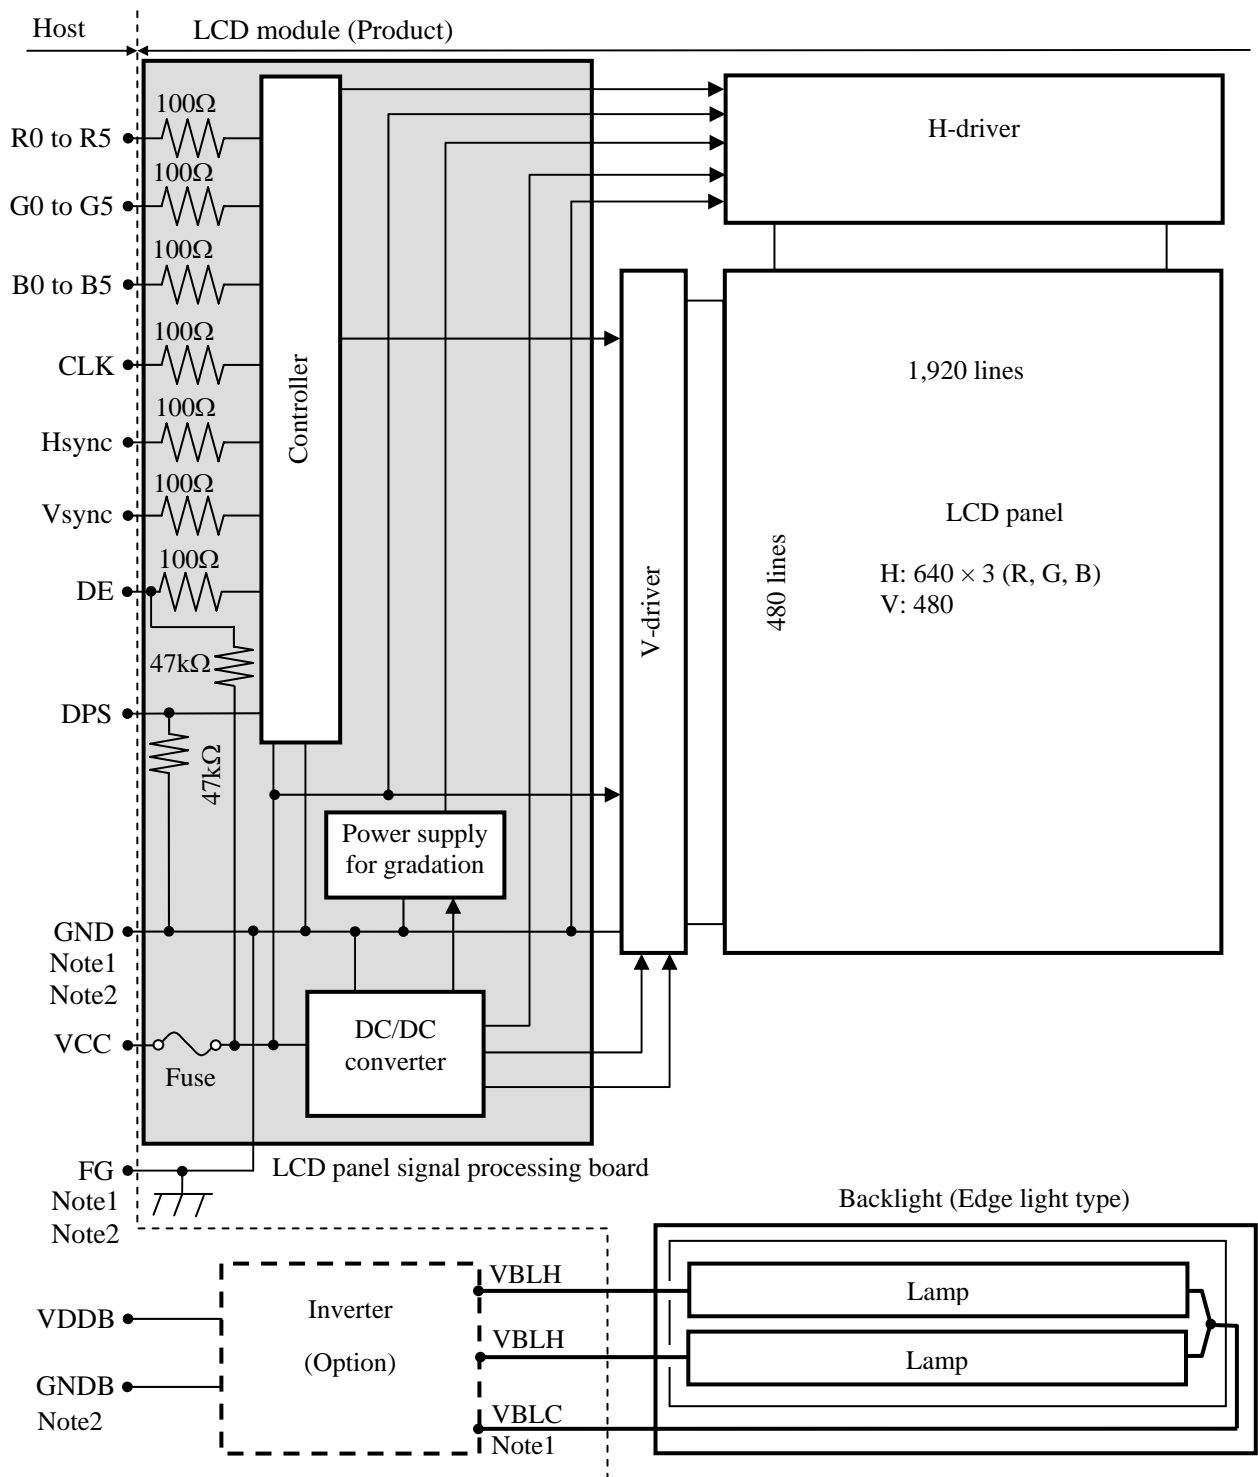 Host
LCD module (Product)
100Ω
R0 to R5
100Ω
G0 to G5
100Ω
B0 to B5
100Ω
CLK
100Ω
Hsync
100Ω
Vsync
100Ω
DE
47kΩ
DPS
47kΩ
Controller
H-driver
V-driver
1,920 lines
480 lines
LCD panel
H: 640 × 3 (R, G, B)
V: 480
Power supply
for gradation
GND
Note1
Note2
VCC
Fuse
DC/DC
converter
FG
Note1
Note2
LCD panel signal processing board
Backlight (Edge light type)
VDDB
GNDB
Note2
Inverter
(Option)
VBLH
VBLH
VBLC
Note1
Lamp
Lamp